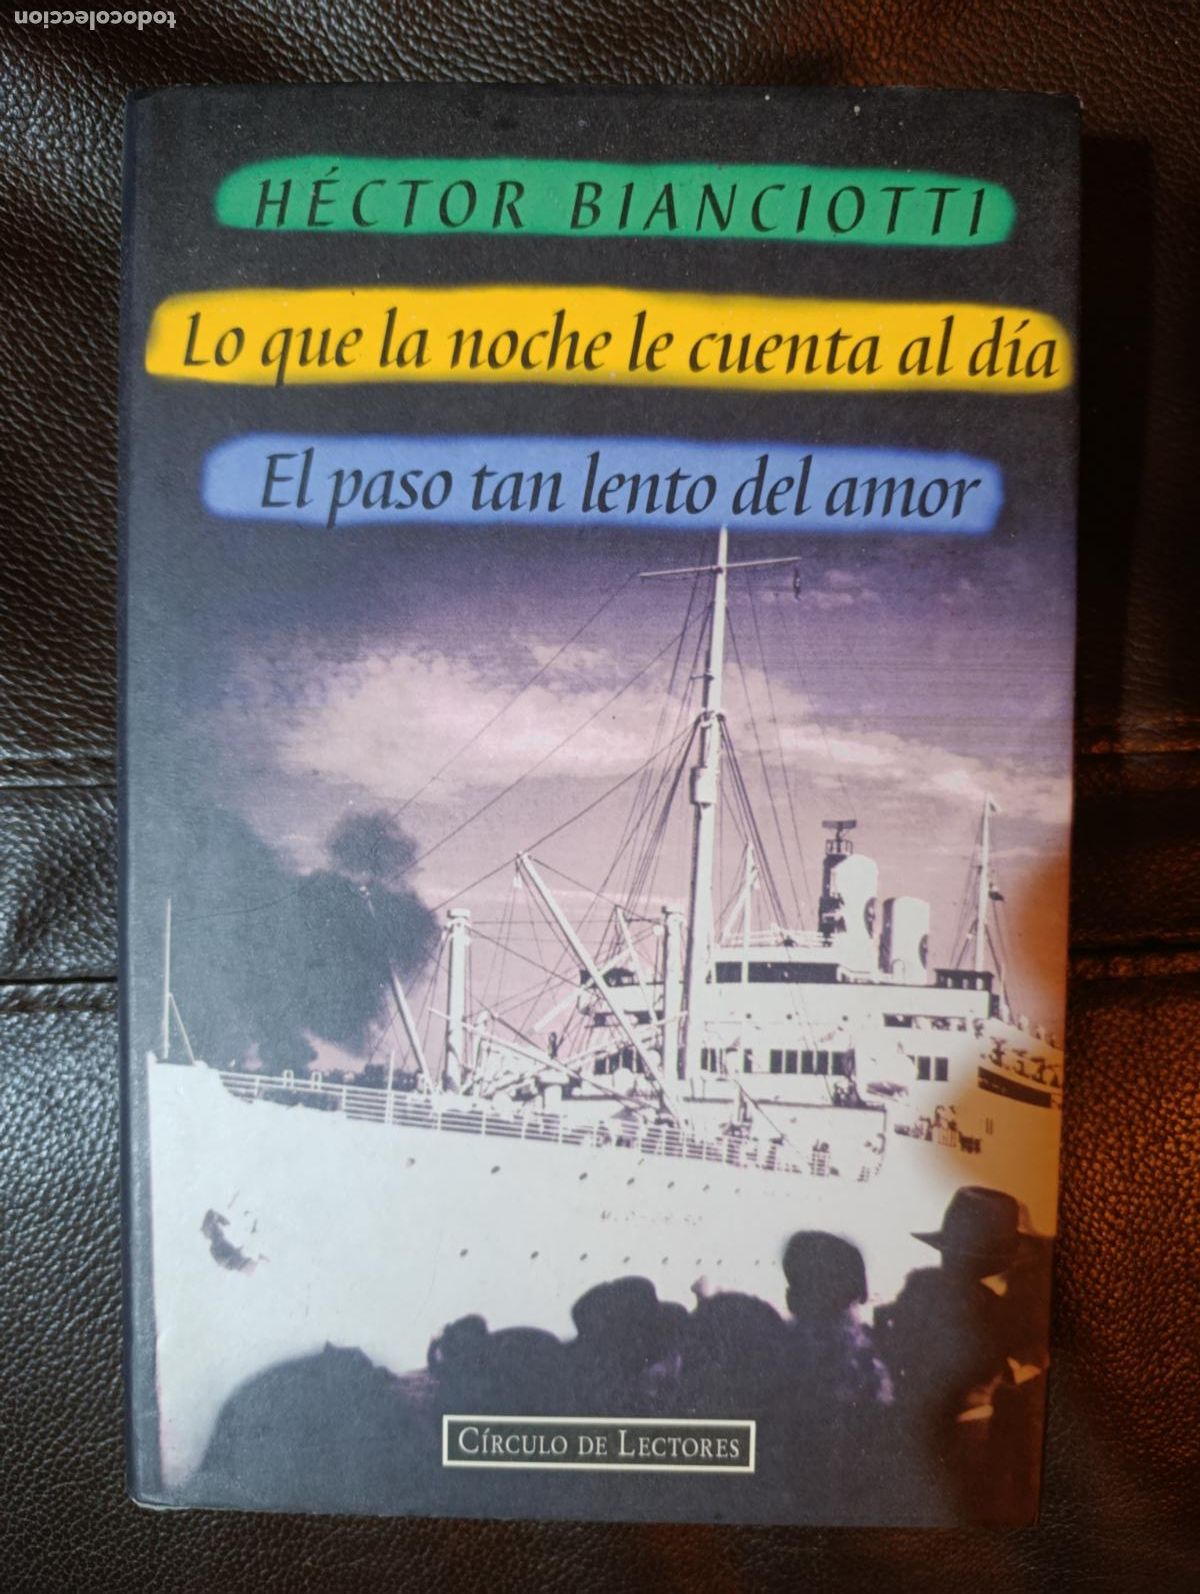 todocoleccion
HÉCTOR BIANCIOTTI
Lo que la noche le cuenta al día
El paso tan lento del amor
CÍRCULO DE LECTORES